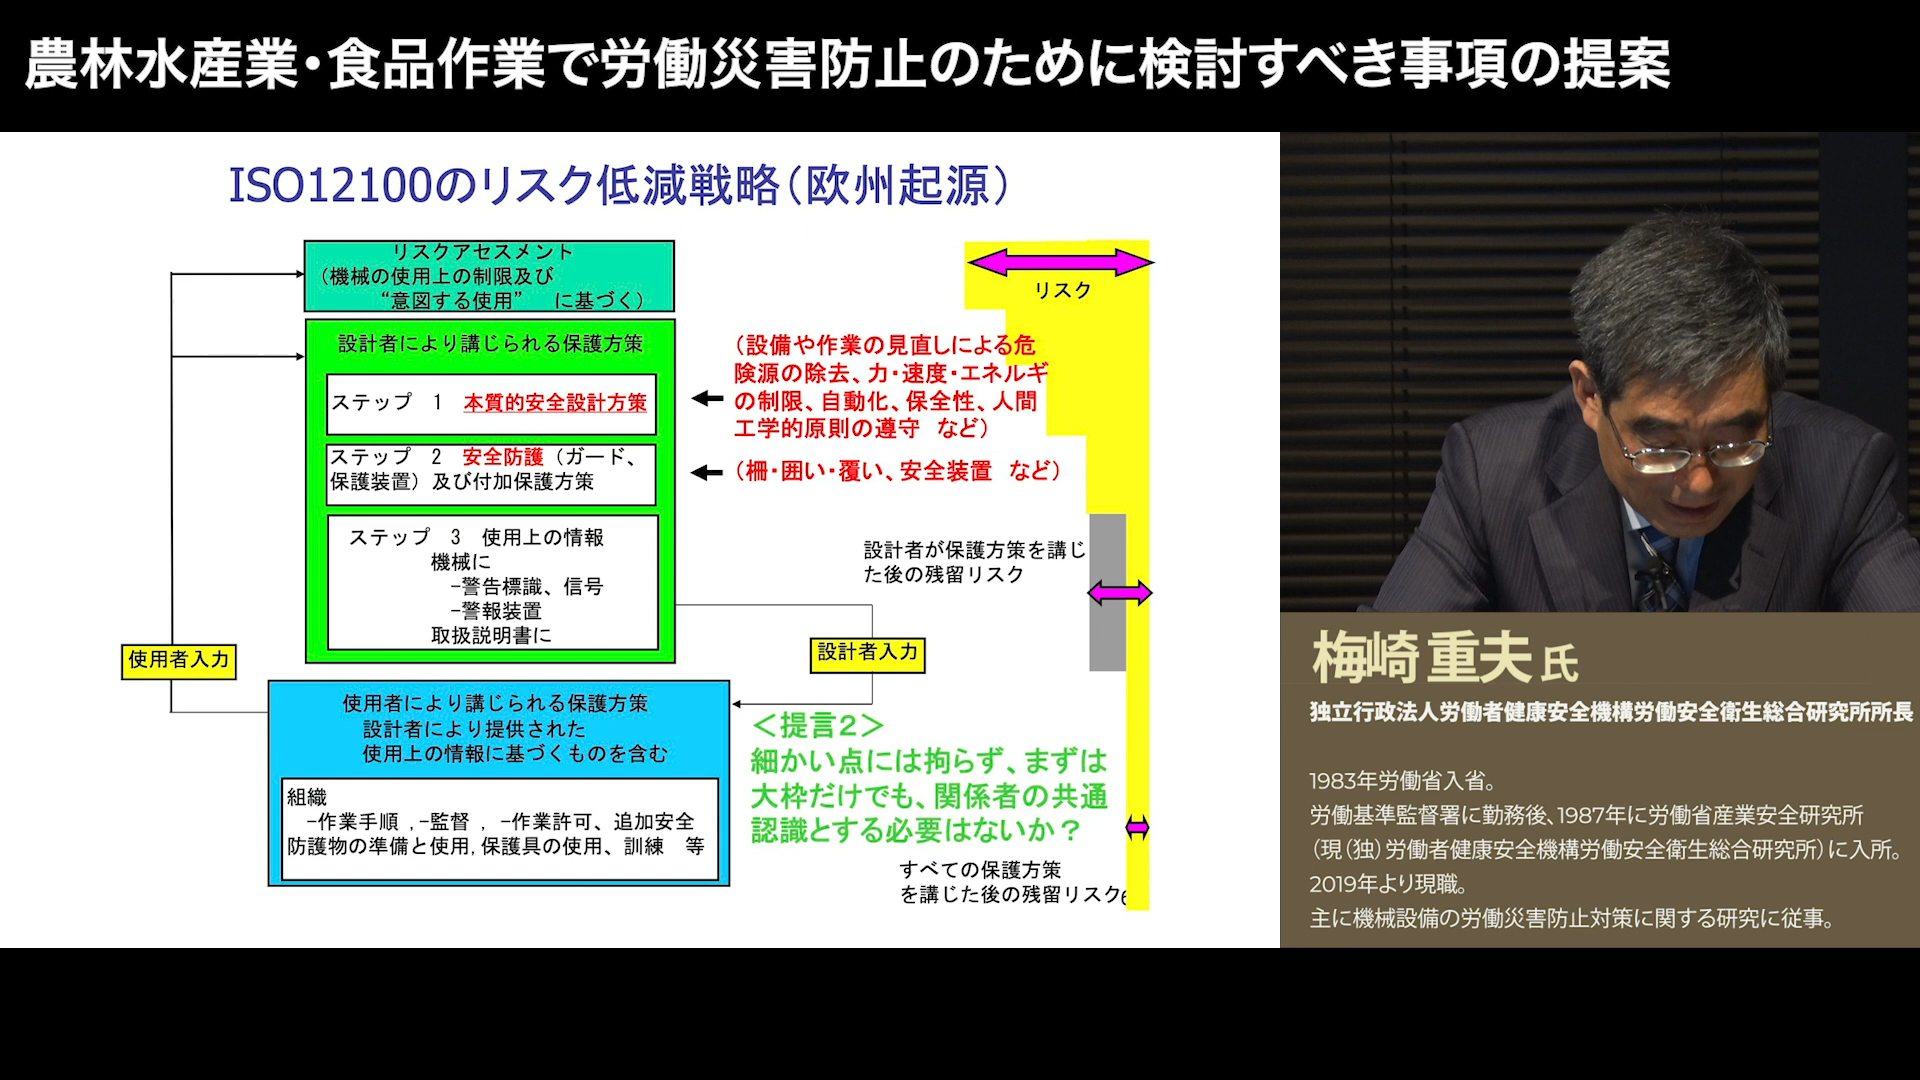 農林水産業・食品作業で労働災害防止のために検討すべき事項の提案
ISO12100のリスク低減戦略（欧州起源）
リスクアセスメント
（機械の使用上の制限及び
“意図する使用”　に基づく）
設計者により講じられる保護方策
ステップ　1　本質的安全設計方策
ステップ　2　安全防護（ガード、
保護装置）及び付加保護方策
ステップ　3　使用上の情報
機械に
−警告標識、信号
−警報装置
取扱説明書に
（設備や作業の見直しによる危
険源の除去、力・速度・エネルギ
の制限、自動化、保全性、人間
工学的原則の遵守　など）
（柵・囲い・覆い、安全装置　など）
リスク
設計者が保護方策を講じ
た後の残留リスク
使用者入力
設計者入力
使用者により講じられる保護方策
設計者により提供された
使用上の情報に基づくものを含む
組織
−作業手順 ,−監督 , −作業許可、追加安全
防護物の準備と使用,保護具の使用、訓練　等
＜提言２＞
細かい点には拘らず、まずは
大枠だけでも、関係者の共通
認識とする必要はないか？
すべての保護方策
を講じた後の残留リスク
梅崎 重夫 氏
独立行政法人労働者健康安全機構労働安全衛生総合研究所所長
1983年労働省入省。
労働基準監督署に勤務後、1987年に労働省産業安全研究所
（現（独）労働者健康安全機構労働安全衛生総合研究所）に入所。
2019年より現職。
主に機械設備の労働災害防止対策に関する研究に従事。